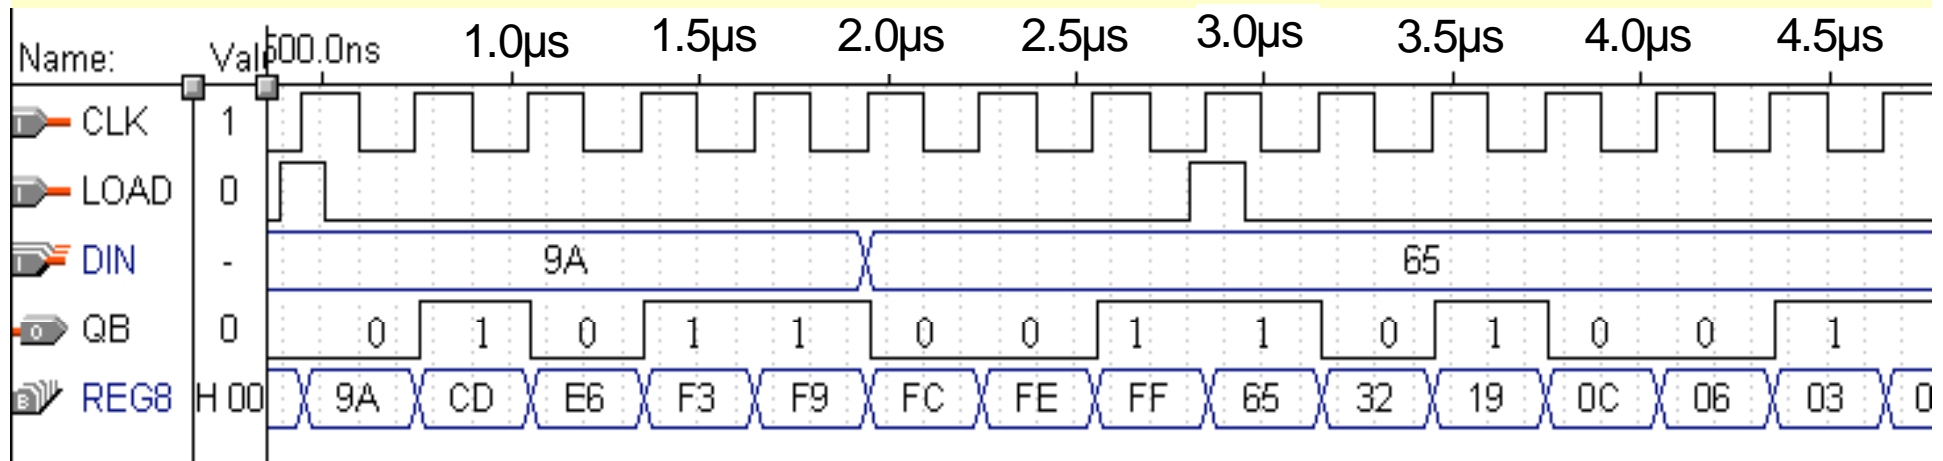 Name: Valu 500.0ns 1.0μs 1.5μs 2.0μs 2.5μs 3.0μs 3.5μs 4.0μs 4.5μs
CLK 1
LOAD 0
DIN - 9A 65
QB 0 0 1 0 1 1 0 0 1 1 0 1 0 0 1
REG8 H 00 9A CD E6 F3 F9 FC FE FF 65 32 19 0C 06 03 0